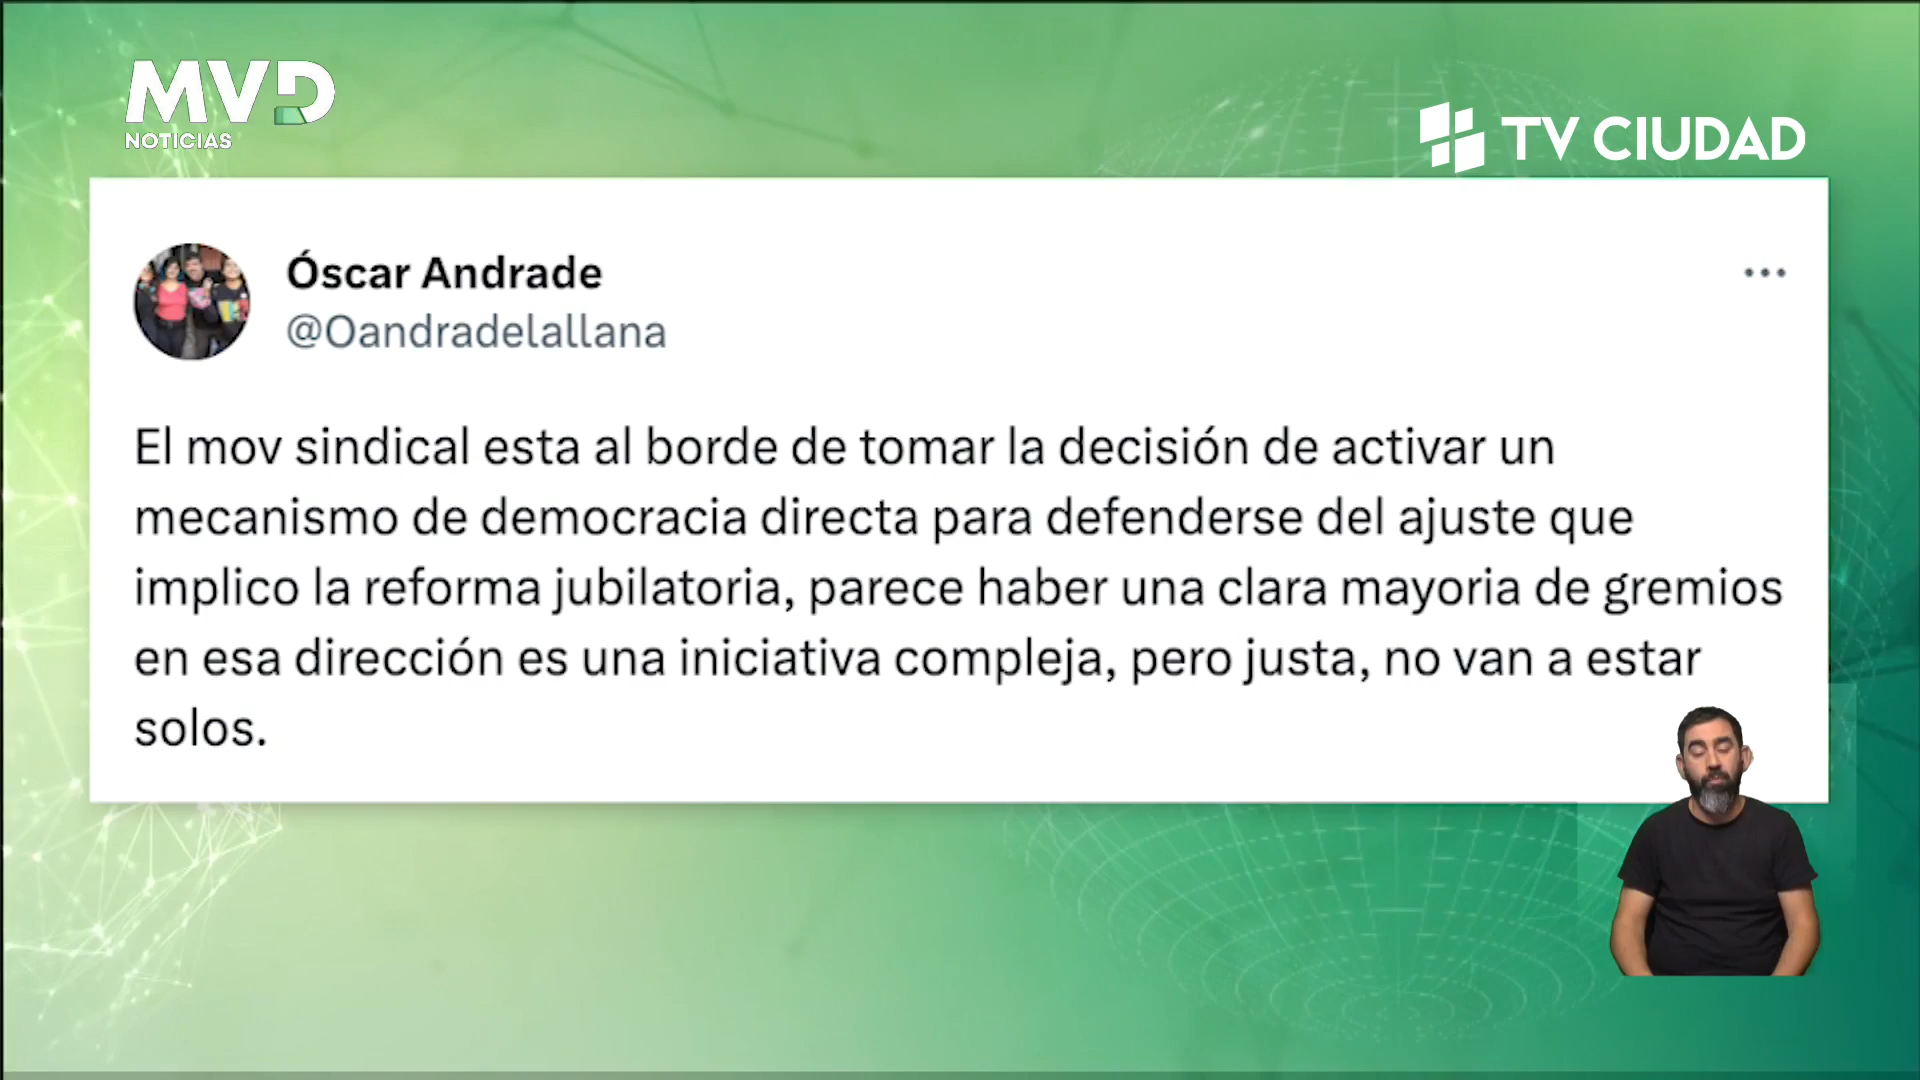 MVD
NOTICIAS
TV CIUDAD
Óscar Andrade
@Oandradelallana
El mov sindical esta al borde de tomar la decisión de activar un
mecanismo de democracia directa para defenderse del ajuste que
implico la reforma jubilatoria, parece haber una clara mayoria de gremios
en esa dirección es una iniciativa compleja, pero justa, no van a estar
solos.